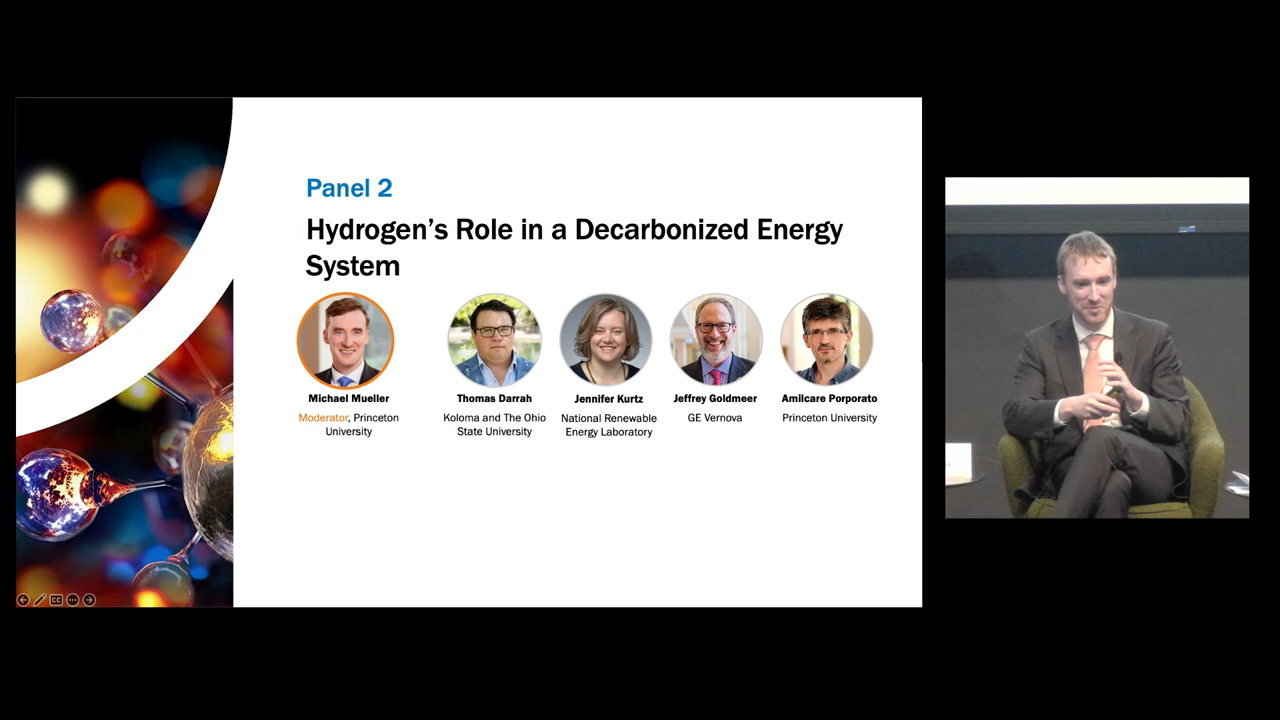 Panel 2
Hydrogen's Role in a Decarbonized Energy
System
Michael Mueller
Moderator, Princeton
University
Thomas Darrah
Koloma and The Ohio
State University
Jennifer Kurtz
National Renewable
Energy Laboratory
Jeffrey Goldmeer
GE Vernova
Amilcare Porporato
Princeton University
CC